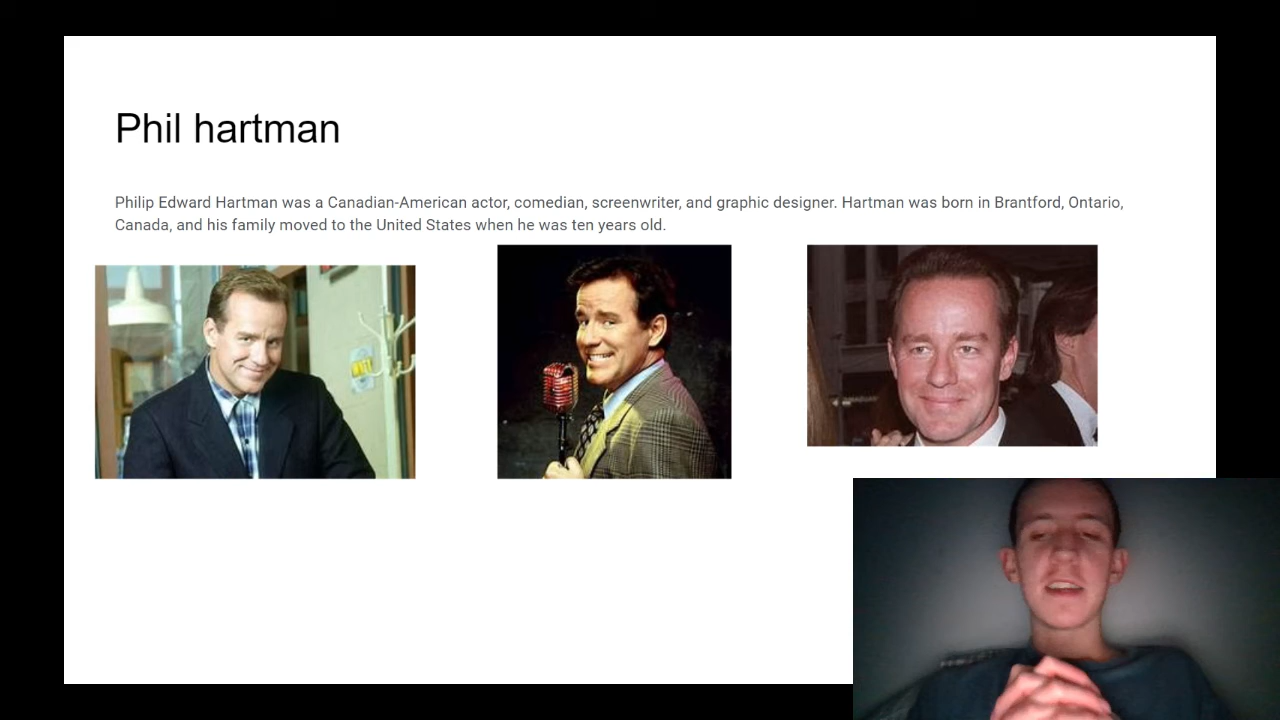 Phil hartman
Philip Edward Hartman was a Canadian-American actor, comedian, screenwriter, and graphic designer. Hartman was born in Brantford, Ontario,
Canada, and his family moved to the United States when he was ten years old.